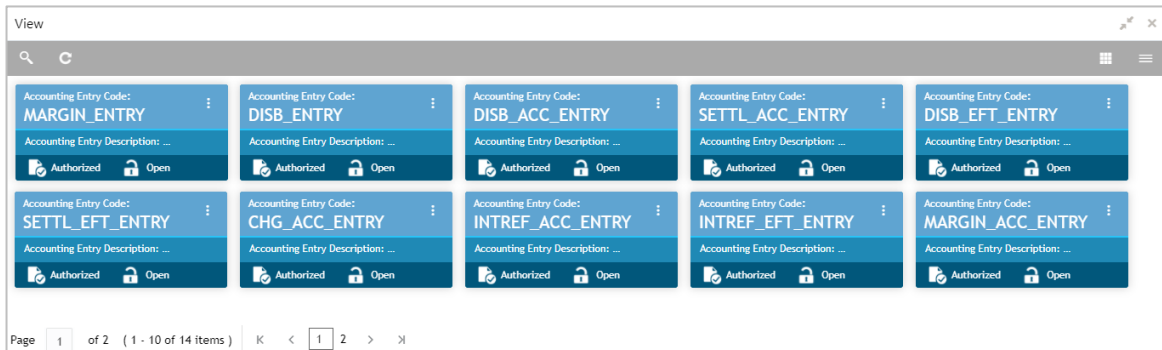 View
Accounting Entry Code:
MARGIN_ENTRY
Accounting Entry Description: ...
Authorized Open
Accounting Entry Code:
DISB_ENTRY
Accounting Entry Description: ...
Authorized Open
Accounting Entry Code:
DISB_ACC_ENTRY
Accounting Entry Description: ...
Authorized Open
Accounting Entry Code:
SETTL_ACC_ENTRY
Accounting Entry Description: ...
Authorized Open
Accounting Entry Code:
DISB_EFT_ENTRY
Accounting Entry Description: ...
Authorized Open
Accounting Entry Code:
SETTL_EFT_ENTRY
Accounting Entry Description: ...
Authorized Open
Accounting Entry Code:
CHG_ACC_ENTRY
Accounting Entry Description: ...
Authorized Open
Accounting Entry Code:
INTREF_ACC_ENTRY
Accounting Entry Description: ...
Authorized Open
Accounting Entry Code:
INTREF_EFT_ENTRY
Accounting Entry Description: ...
Authorized Open
Accounting Entry Code:
MARGIN_ACC_ENTRY
Accounting Entry Description: ...
Authorized Open
Page 1 of 2 ( 1 - 10 of 14 items ) 1 2